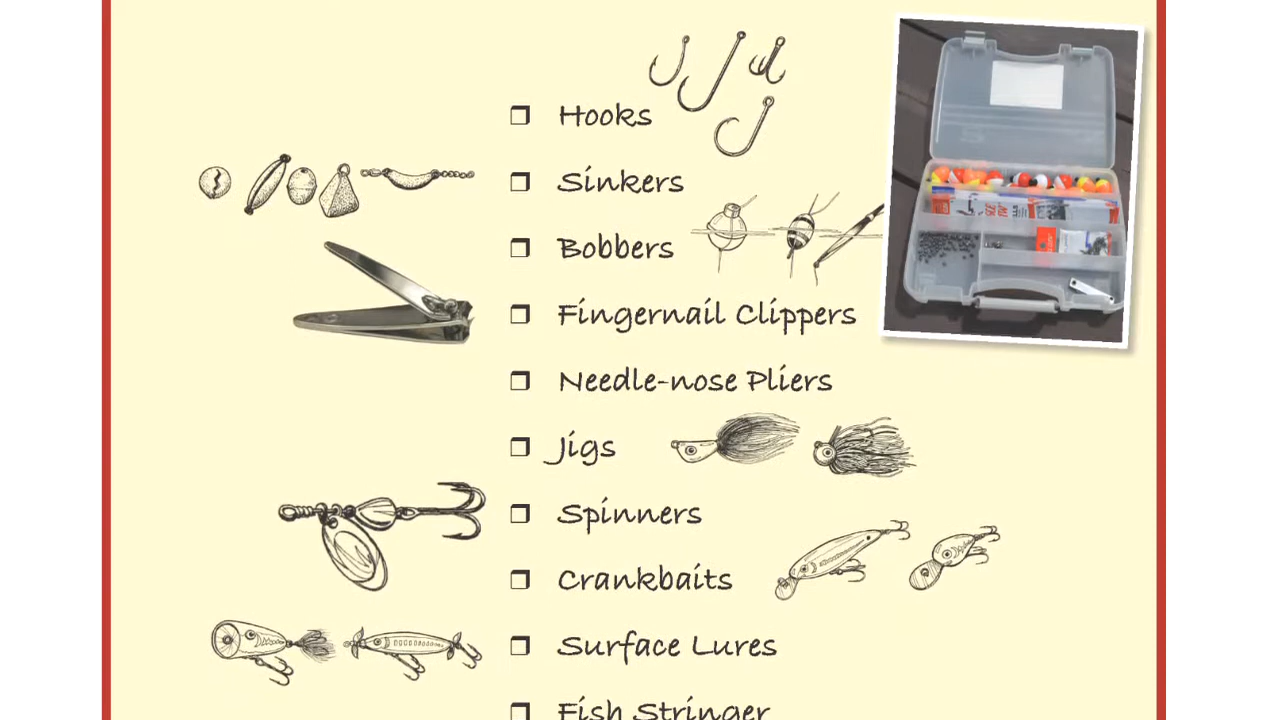 Hooks
Sinkers
Bobbers
Fingernail Clippers
Needle-nose Pliers
Jigs
Spinners
Crankbaits
Surface Lures
Fish Stringer